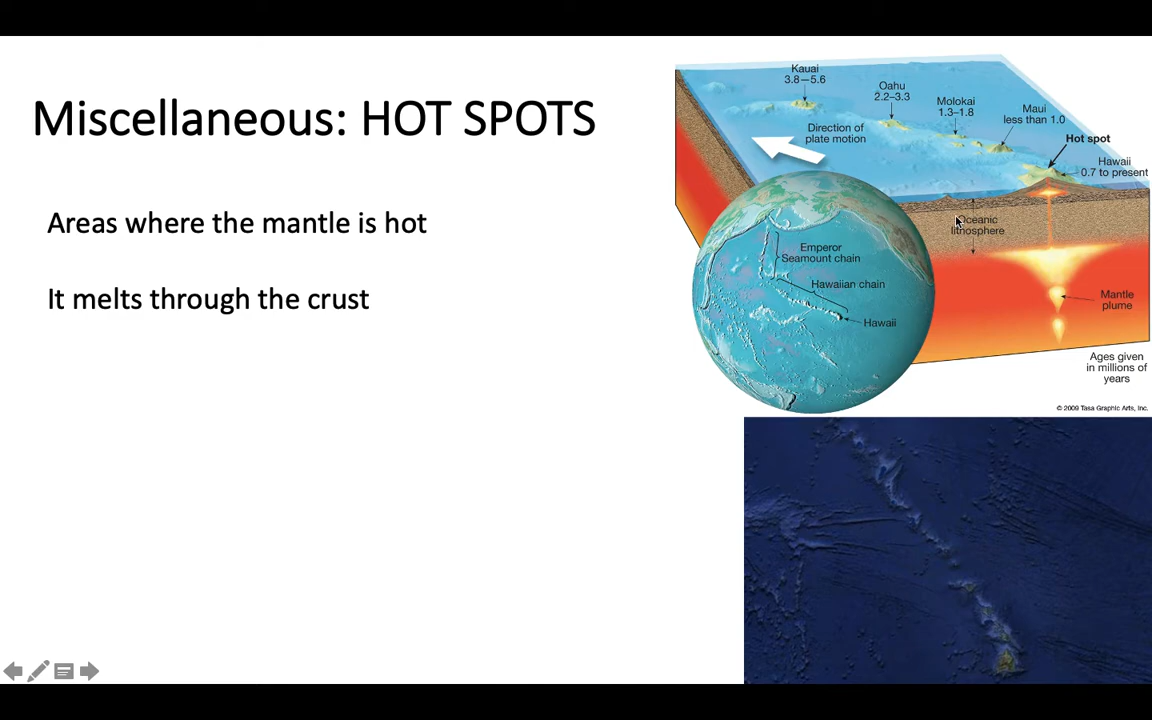 Miscellaneous: HOT SPOTS
Areas where the mantle is hot
It melts through the crust
Kauai
3.8–5.6
Oahu
2.2–3.3
Molokai
1.3–1.8
Maui
less than 1.0
Direction of
plate motion
Hot spot
Hawaii
0.7 to present
Oceanic
lithosphere
Emperor
Seamount chain
Hawaiian chain
Hawaii
Mantle
plume
Ages given
in millions of
years
© 2009 Tasa Graphic Arts, Inc.